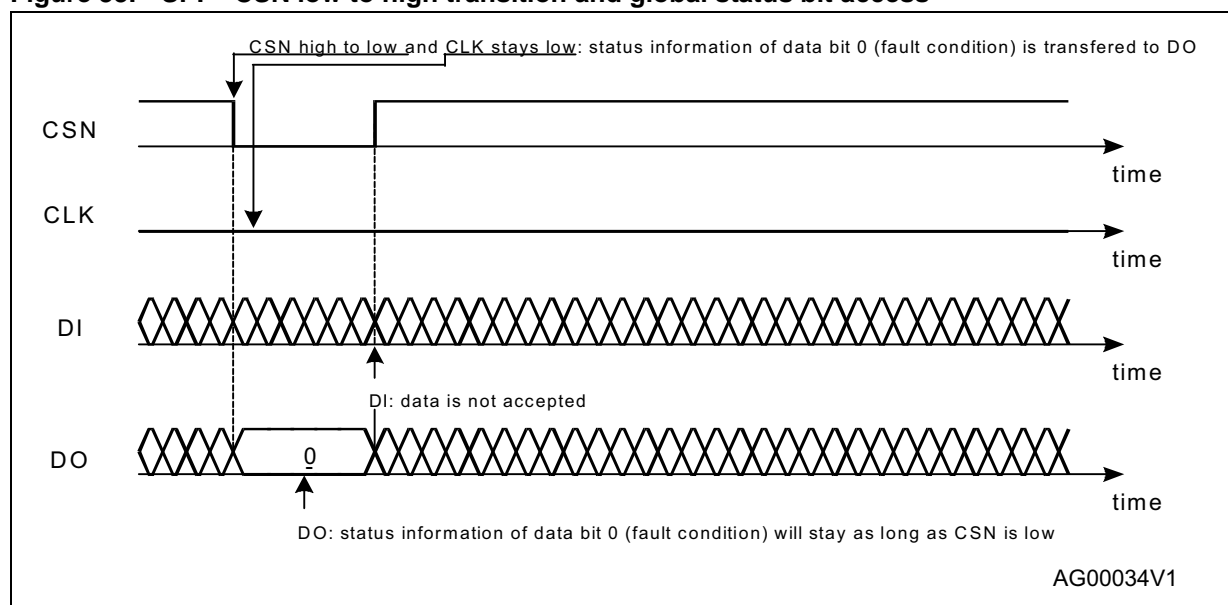 CSN high to low and CLK stays low: status information of data bit 0 (fault condition) is transfered to DO
CSN
time
CLK
time
DI
time
DI: data is not accepted
DO
0
time
DO: status information of data bit 0 (fault condition) will stay as long as CSN is low
AG00034V1